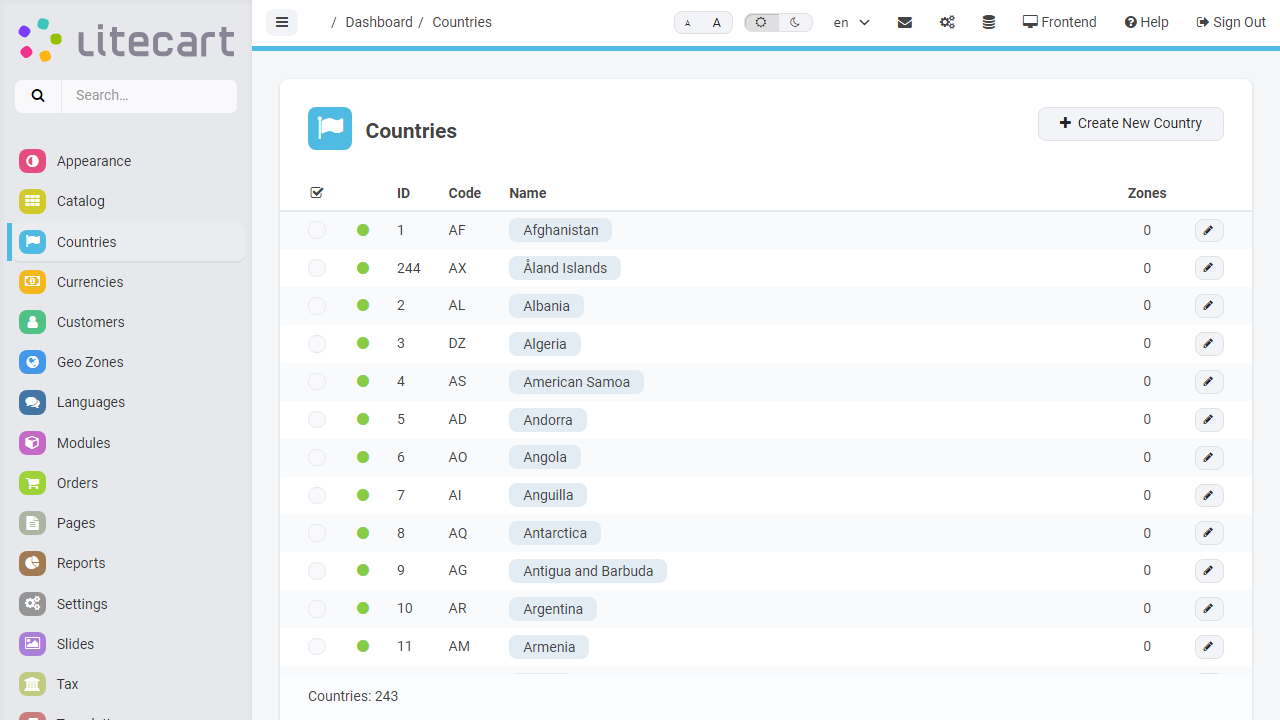 litecart
/ Dashboard / Countries
A A
en
Frontend
Help
Sign Out
Search...
Appearance
Catalog
Countries
Currencies
Customers
Geo Zones
Languages
Modules
Orders
Pages
Reports
Settings
Slides
Tax
Countries
Create New Country
ID Code Name Zones
1 AF Afghanistan 0
244 AX Åland Islands 0
2 AL Albania 0
3 DZ Algeria 0
4 AS American Samoa 0
5 AD Andorra 0
6 AO Angola 0
7 AI Anguilla 0
8 AQ Antarctica 0
9 AG Antigua and Barbuda 0
10 AR Argentina 0
11 AM Armenia 0
Countries: 243